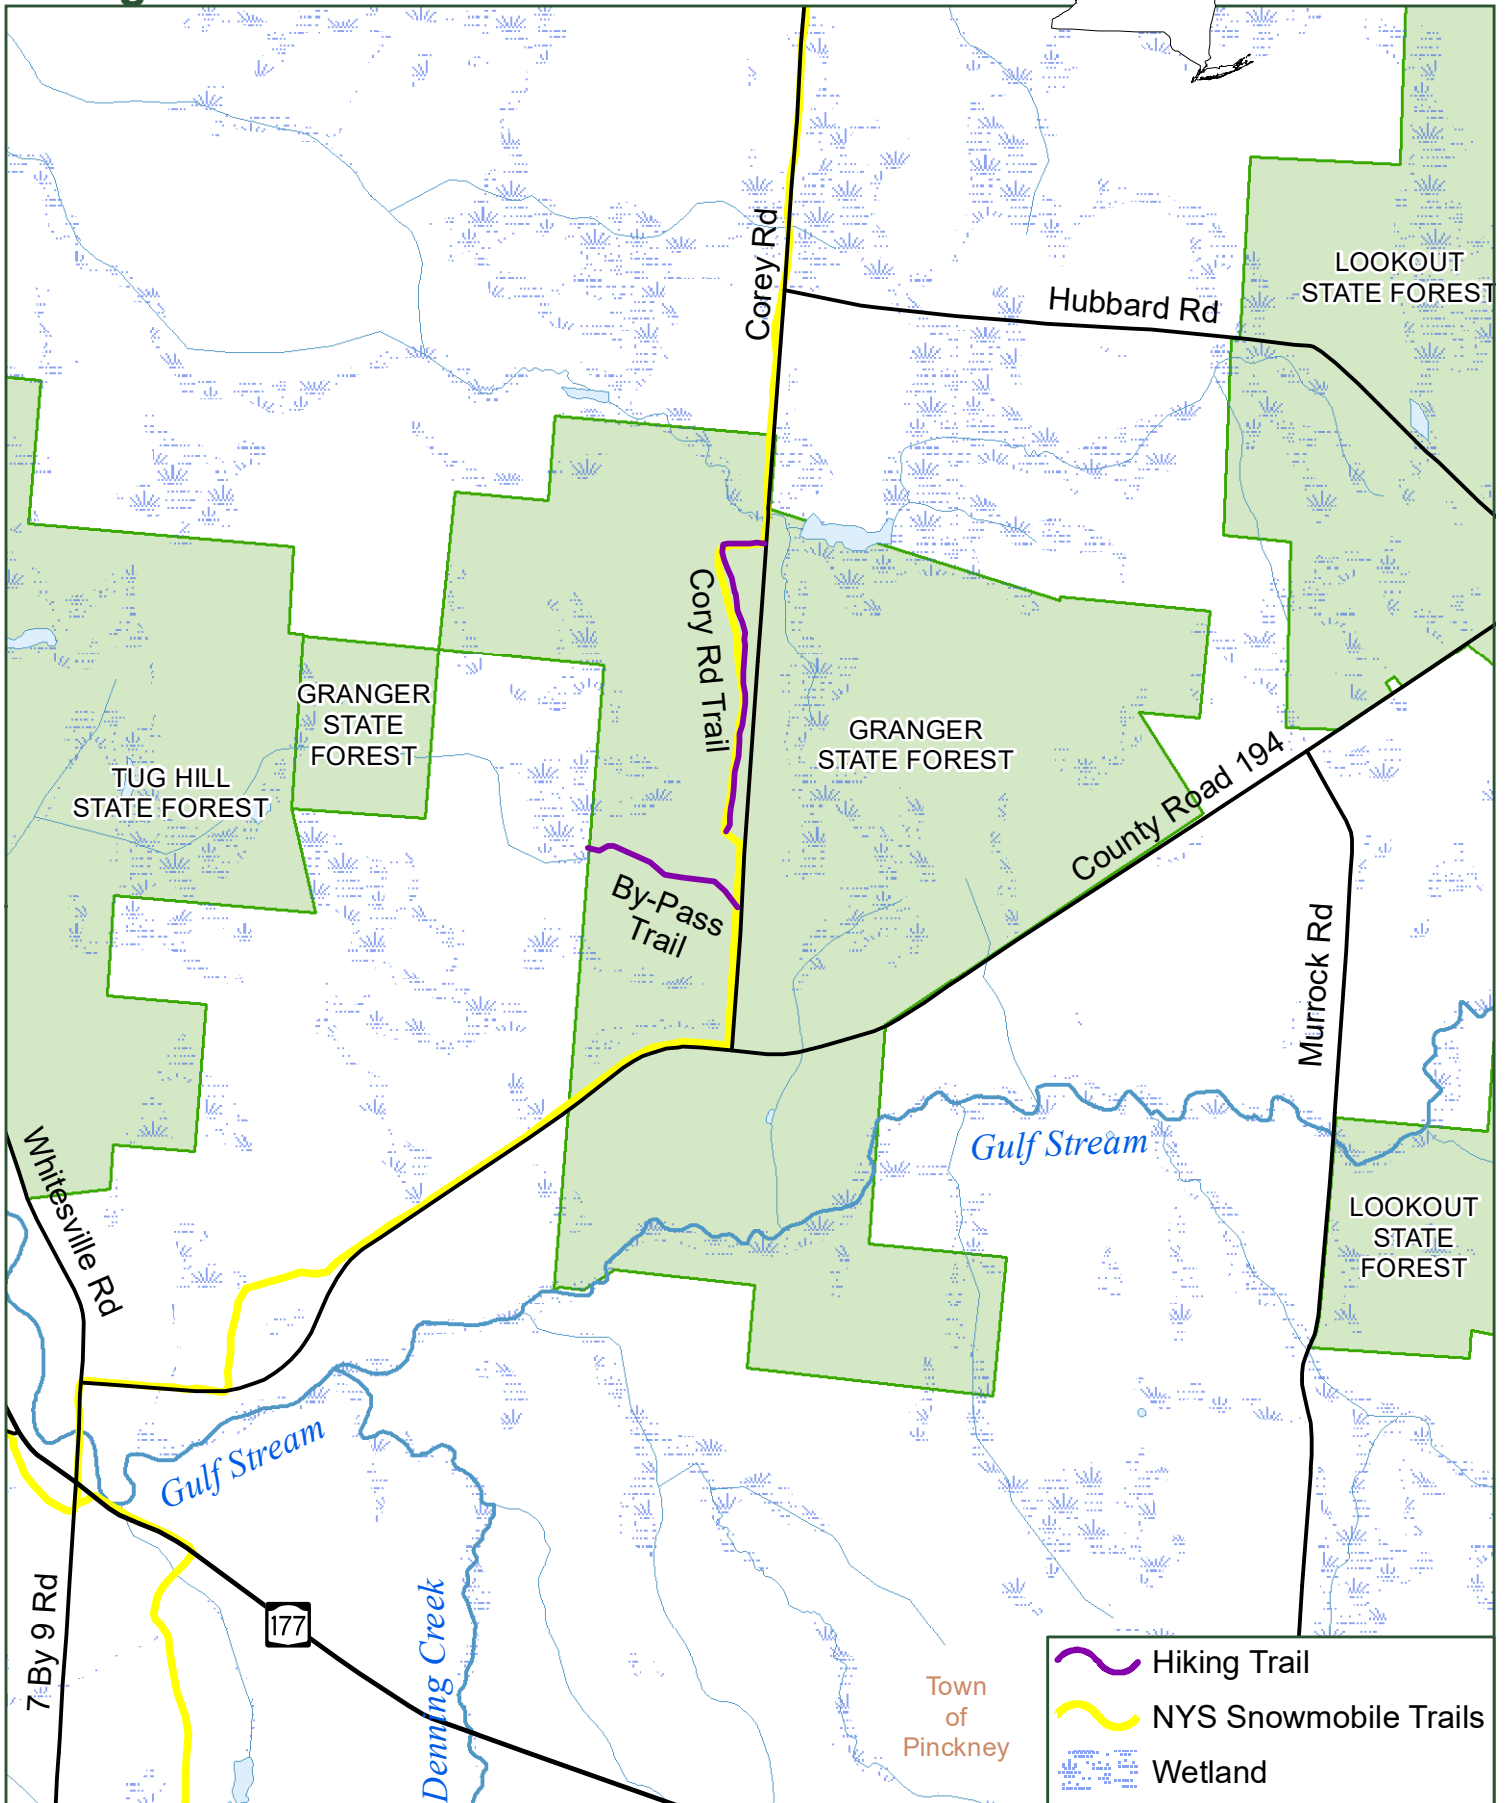 Corey Rd
Hubbard Rd
LOOKOUT
STATE FOREST
Cory Rd Trail
GRANGER
STATE
FOREST
GRANGER
STATE FOREST
TUG HILL
STATE FOREST
County Road 194
By-Pass
Trail
Murrock Rd
Gulf Stream
Whitesville Rd
LOOKOUT
STATE
FOREST
Gulf Stream
7 By 9 Rd
177
Denning Creek
Town
of
Pinckney
Hiking Trail
NYS Snowmobile Trails
Wetland